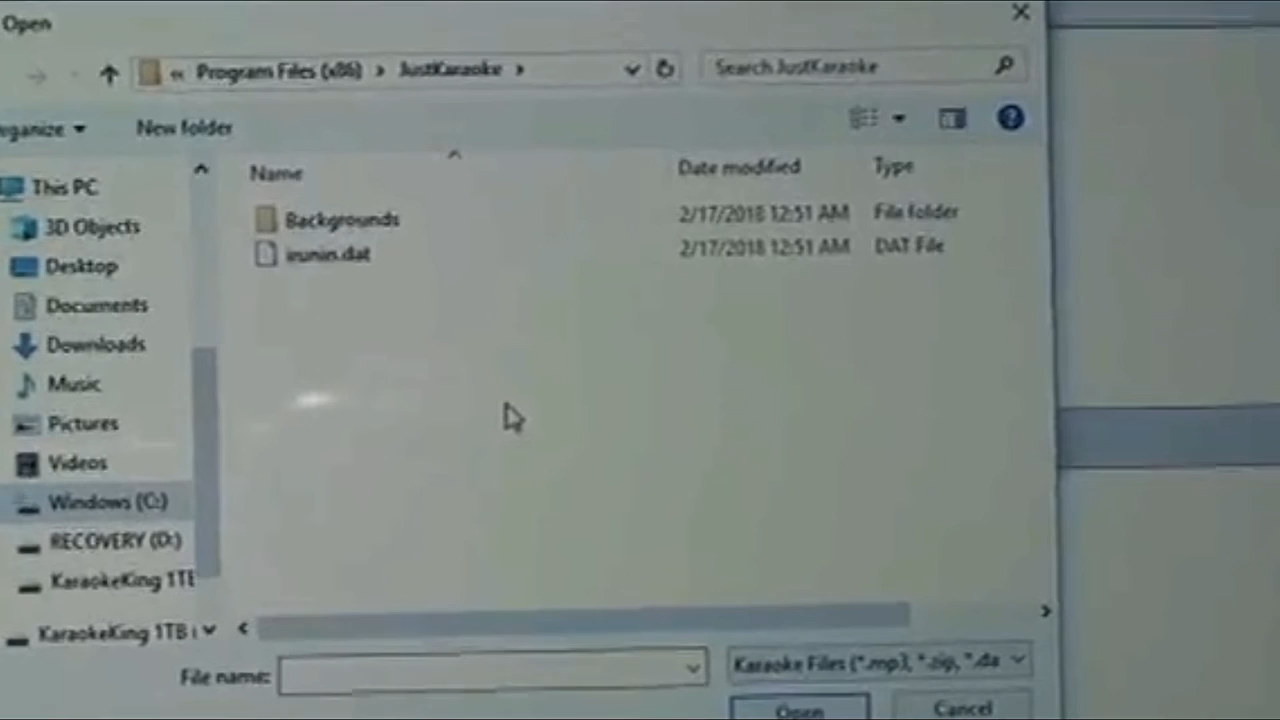 Open
« Program Files (x86) › JustKaraoke ›
Search JustKaraoke
rganize
New folder
Name
Date modified
Type
This PC
3D Objects
Desktop
Documents
Downloads
Music
Pictures
Videos
Windows (C:)
RECOVERY (D:)
KaraokeKing 1TE
KaraokeKing 1TB (
Backgrounds
2/17/2018 12:51 AM
File folder
irunin.dat
2/17/2018 12:51 AM
DAT File
File name:
Karaoke Files (*.mp3, *.zip, *.da
Open
Cancel